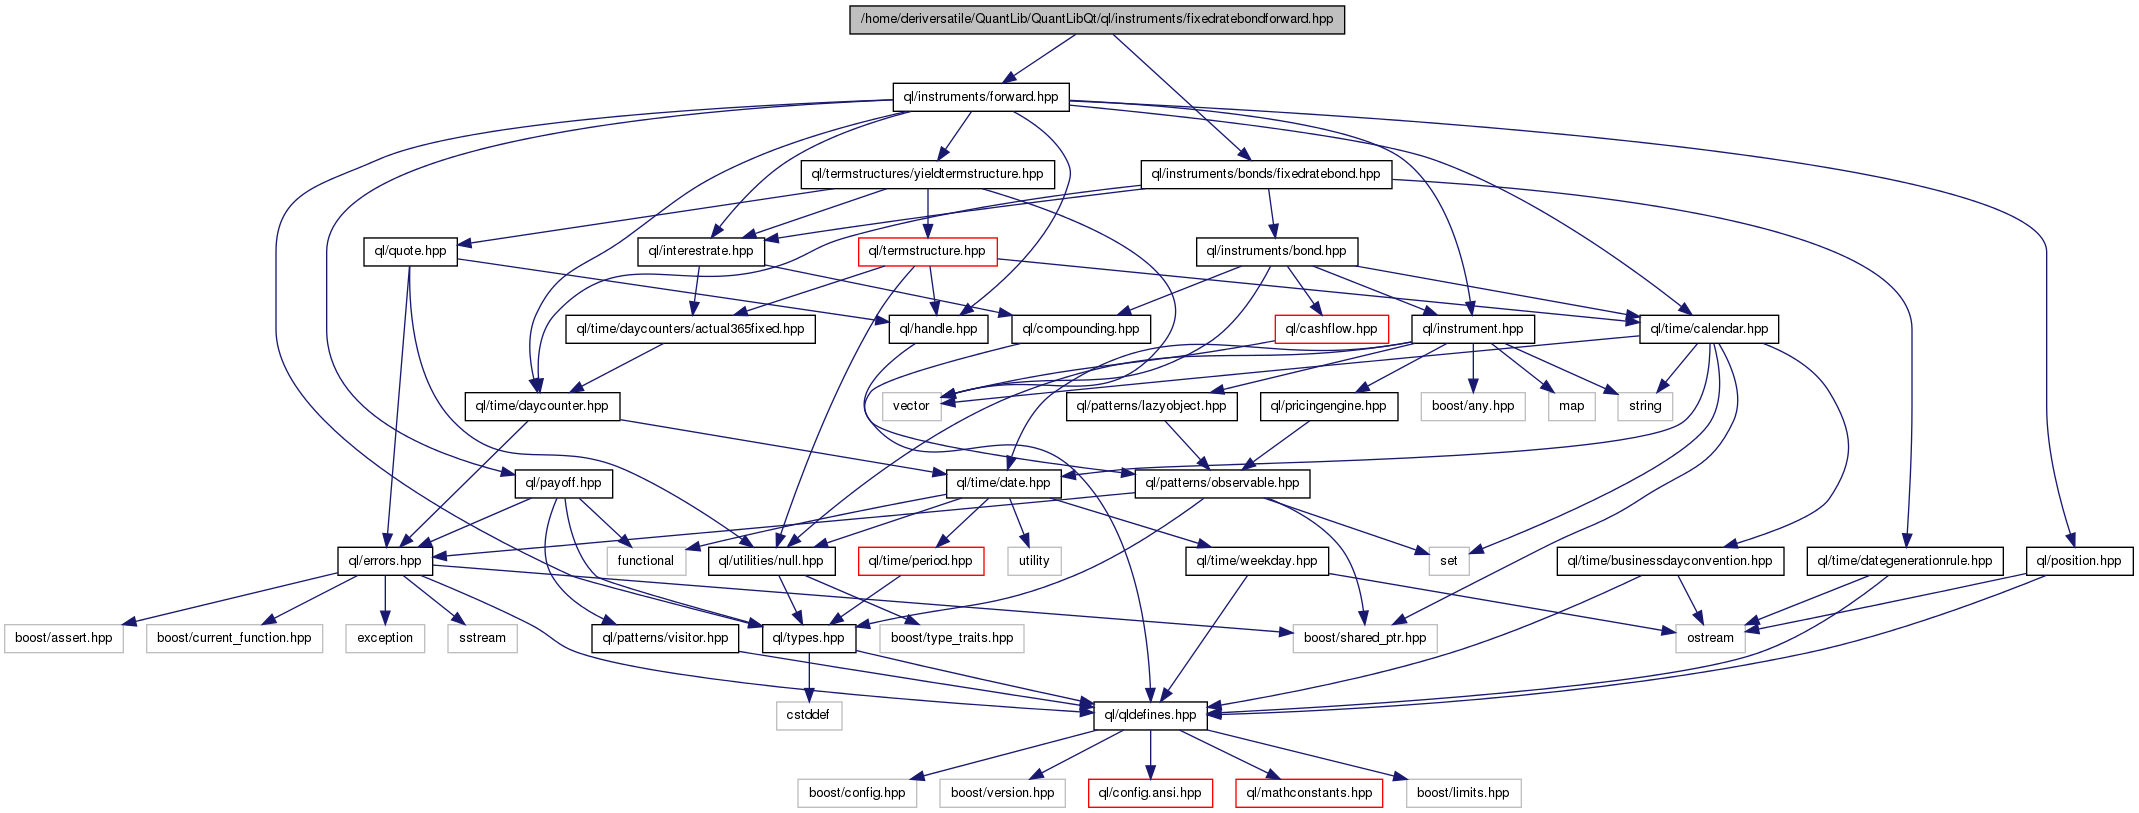 /home/deriversatile/QuantLib/QuantLibQt/ql/instruments/fixedratebondforward.hpp
ql/instruments/forward.hpp
ql/termstructures/yieldtermstructure.hpp
ql/instruments/bonds/fixedratebond.hpp
ql/quote.hpp
ql/interestrate.hpp
ql/termstructure.hpp
ql/instruments/bond.hpp
ql/time/daycounters/actual365fixed.hpp
ql/handle.hpp
ql/compounding.hpp
ql/cashflow.hpp
ql/instrument.hpp
ql/time/calendar.hpp
ql/time/daycounter.hpp
vector
ql/patterns/lazyobject.hpp
ql/pricingengine.hpp
boost/any.hpp
map
string
ql/payoff.hpp
ql/time/date.hpp
ql/patterns/observable.hpp
ql/errors.hpp
functional
ql/utilities/null.hpp
ql/time/period.hpp
utility
ql/time/weekday.hpp
set
ql/time/businessdayconvention.hpp
ql/time/dategenerationrule.hpp
ql/position.hpp
boost/assert.hpp
boost/current_function.hpp
exception
sstream
ql/patterns/visitor.hpp
ql/types.hpp
boost/type_traits.hpp
boost/shared_ptr.hpp
ostream
cstddef
ql/qldefines.hpp
boost/config.hpp
boost/version.hpp
ql/config.ansi.hpp
ql/mathconstants.hpp
boost/limits.hpp